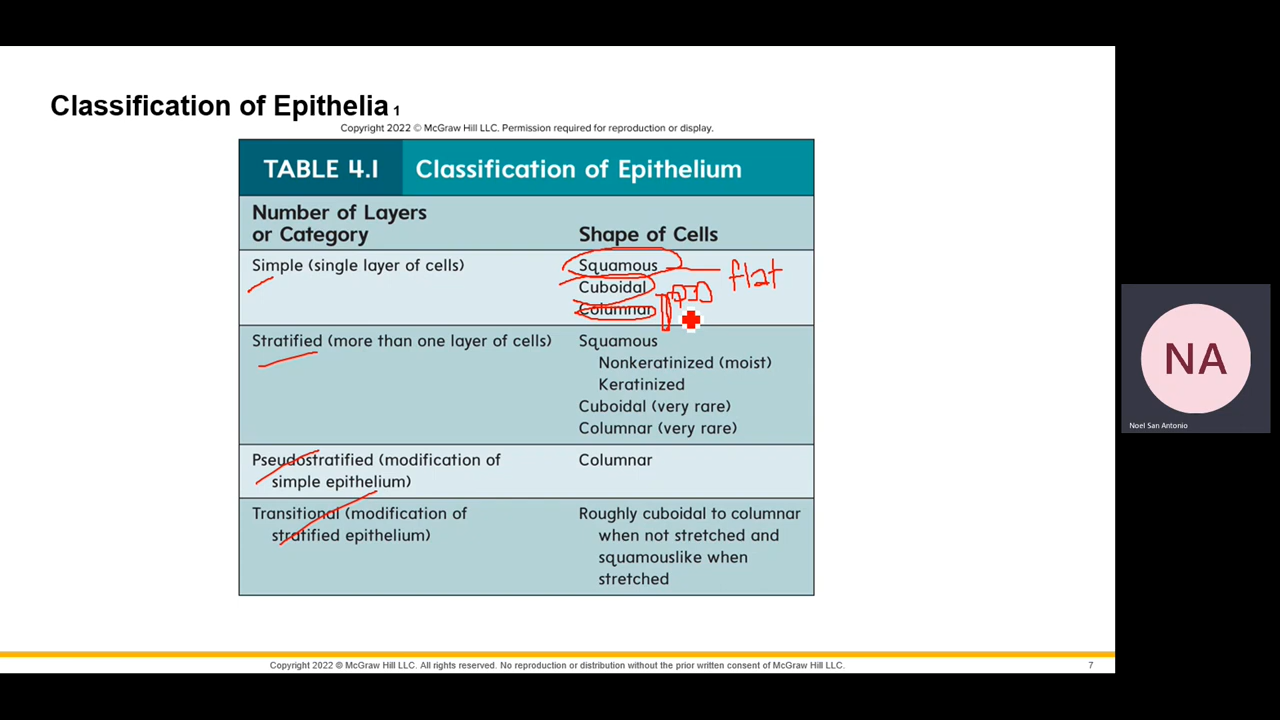 Classification of Epithelia 1
Copyright 2022 © McGraw Hill LLC. Permission required for reproduction or display.
TABLE 4.1 Classification of Epithelium
Number of Layers
or Category
Shape of Cells
Simple (single layer of cells)
Squamous
flat
Cuboidal
Columnar
Stratified (more than one layer of cells)
Squamous
Nonkeratinized (moist)
Keratinized
Cuboidal (very rare)
Columnar (very rare)
Pseudostratified (modification of
simple epithelium)
Columnar
Transitional (modification of
stratified epithelium)
Roughly cuboidal to columnar
when not stretched and
squamouslike when
stretched
NA
Noel San Antonio
Copyright 2022 © McGraw Hill LLC. All rights reserved. No reproduction or distribution without the prior written consent of McGraw Hill LLC.
7